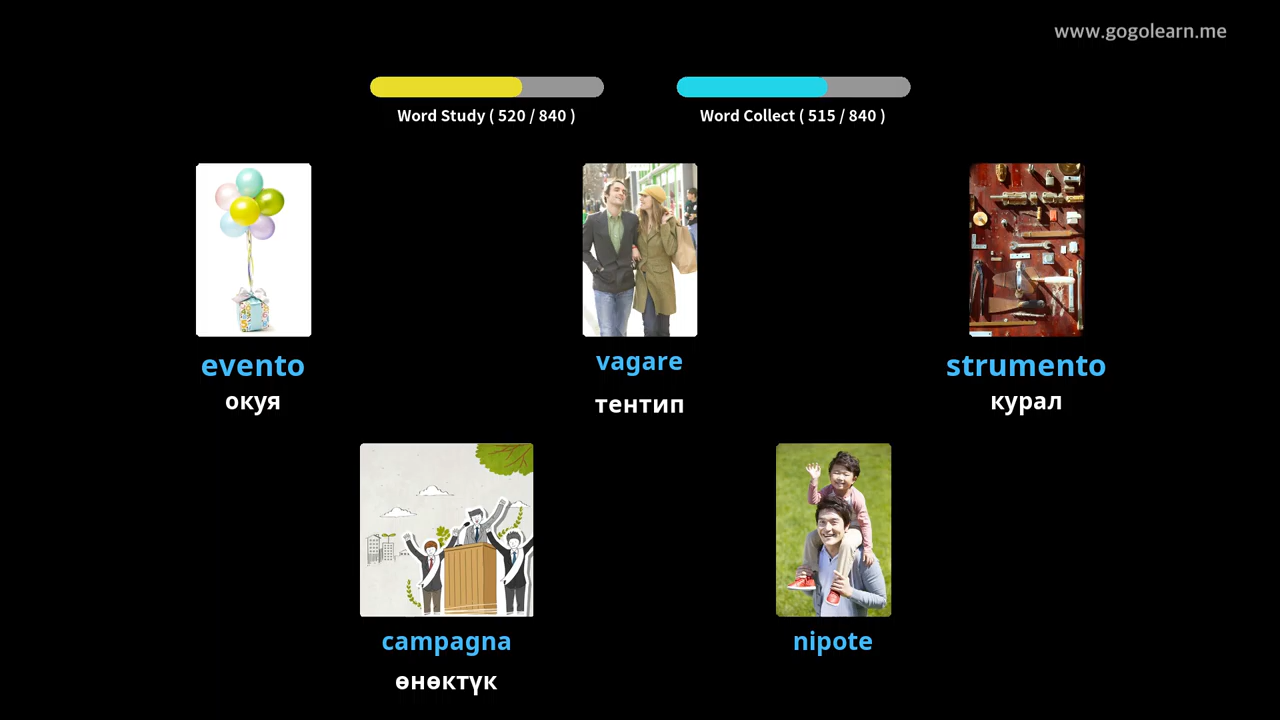 www.gogolearn.me
Word Study ( 520 / 840 )
Word Collect ( 515 / 840 )
evento
окуя
vagare
тентип
strumento
курал
campagna
өнөктүк
nipote